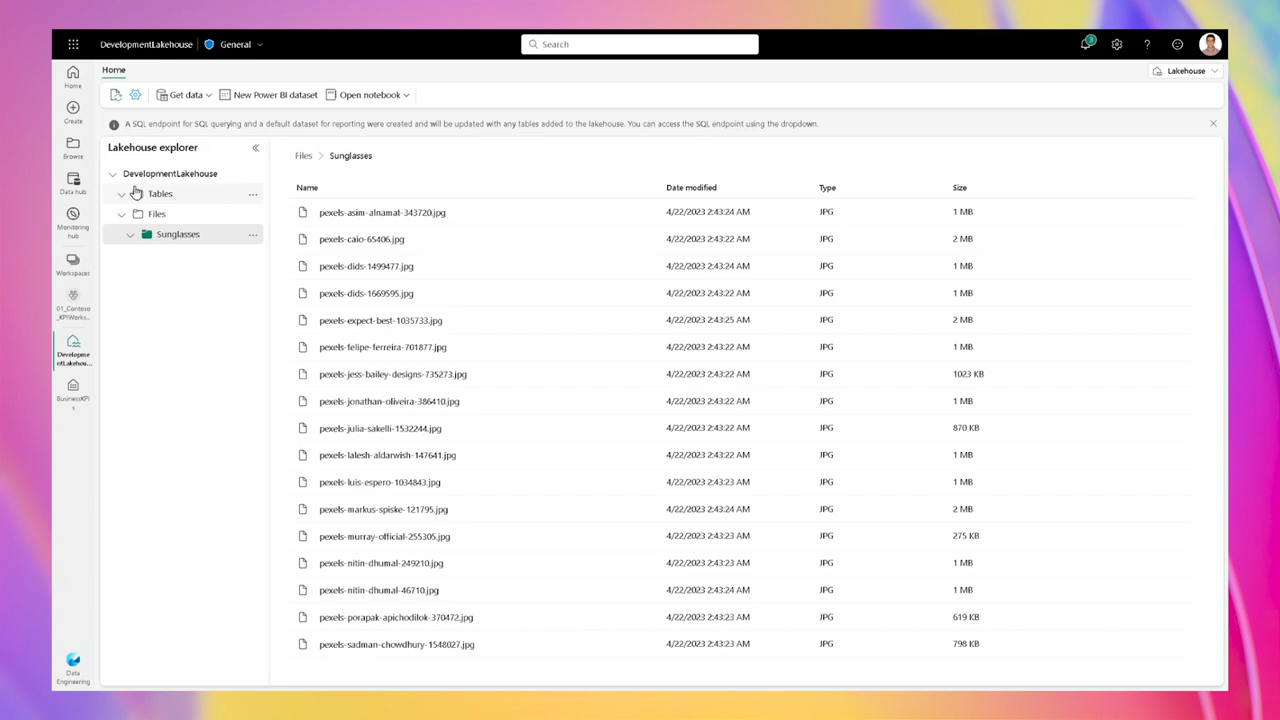 DevelopmentLakehouse General
Search
3
Home
Lakehouse
Get data New Power BI dataset Open notebook
A SQL endpoint for SQL querying and a default dataset for reporting were created and will be updated with any tables added to the lakehouse. You can access the SQL endpoint using the dropdown.
Home
Create
Browse
Data hub
Monitoring
hub
Workspaces
01_Contoso
_KPIWorks...
Developme
ntLakehou...
BusinessKPI
s
Data
Engineering
Lakehouse explorer
DevelopmentLakehouse
Tables
Files
Sunglasses
Files > Sunglasses
Name Date modified Type Size
pexels-asim-alnamat-343720.jpg 4/22/2023 2:43:24 AM JPG 1 MB
pexels-caio-65406.jpg 4/22/2023 2:43:24 AM JPG 2 MB
pexels-dids-1499477.jpg 4/22/2023 2:43:24 AM JPG 1 MB
pexels-dids-1669595.jpg 4/22/2023 2:43:22 AM JPG 1 MB
pexels-expect-best-1035733.jpg 4/22/2023 2:43:25 AM JPG 2 MB
pexels-felipe-ferreira-701877.jpg 4/22/2023 2:43:22 AM JPG 1 MB
pexels-jess-bailey-designs-735273.jpg 4/22/2023 2:43:22 AM JPG 1023 KB
pexels-jonathan-oliveira-386410.jpg 4/22/2023 2:43:22 AM JPG 1 MB
pexels-julia-sakelli-1532244.jpg 4/22/2023 2:43:22 AM JPG 870 KB
pexels-lalesh-aldarwish-147641.jpg 4/22/2023 2:43:22 AM JPG 1 MB
pexels-luis-espero-1034843.jpg 4/22/2023 2:43:23 AM JPG 1 MB
pexels-markus-spiske-121795.jpg 4/22/2023 2:43:24 AM JPG 2 MB
pexels-murray-official-255305.jpg 4/22/2023 2:43:23 AM JPG 275 KB
pexels-nitin-dhumal-249210.jpg 4/22/2023 2:43:23 AM JPG 1 MB
pexels-nitin-dhumal-46710.jpg 4/22/2023 2:43:24 AM JPG 1 MB
pexels-porapak-apichodilok-370472.jpg 4/22/2023 2:43:23 AM JPG 619 KB
pexels-sadman-chowdhury-1548027.jpg 4/22/2023 2:43:23 AM JPG 798 KB